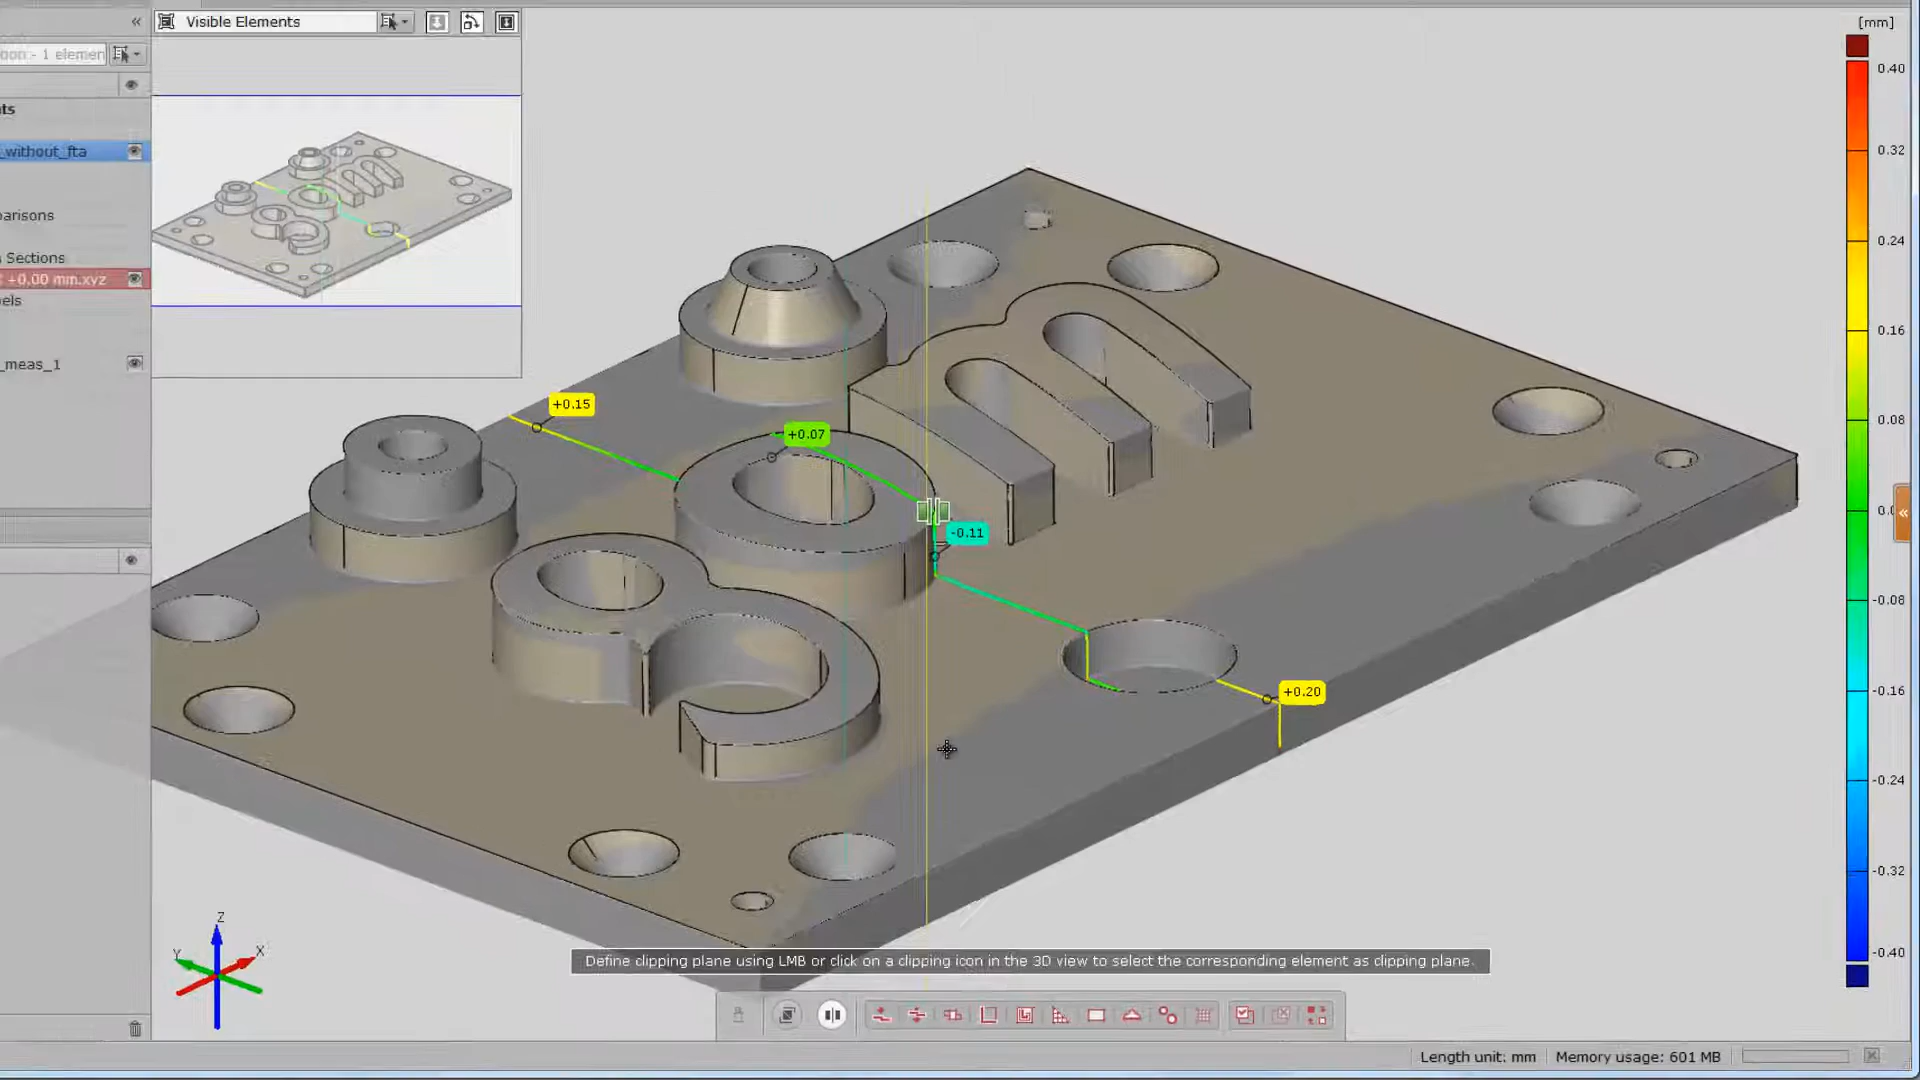 Visible Elements
[mm]
oon - 1 elemen
nts
_without_fta
parisons
Sections
+0.00 mm.xyz
els
_meas_1
0.40
0.32
0.24
0.16
0.08
-0.08
-0.16
-0.24
-0.32
-0.40
+0.15
+0.07
-0.11
+0.20
Z
Y
X
Define clipping plane using LMB or click on a clipping icon in the 3D view to select the corresponding element as clipping plane.
Length unit: mm
Memory usage: 601 MB